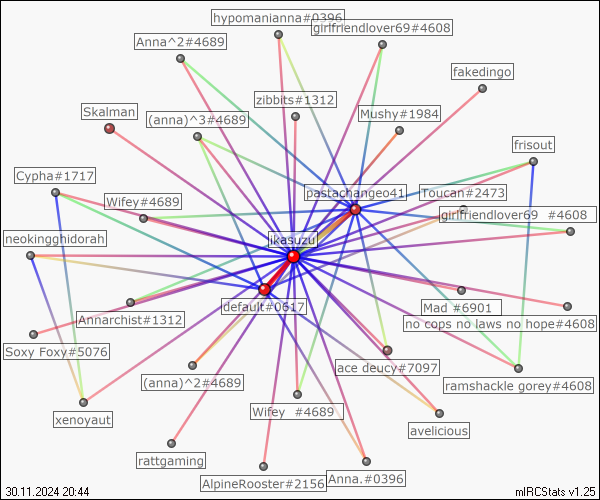 hypomanianna#0396
girlfriendlover69#4608
Anna^2#4689
fakedingo
zibbits#1312
Skalman
(anna)^3#4689
Mushy#1984
frisout
Cypha#1717
pastachangeo41
Toucan#2473
Wifey#4689
girlfriendlover69 #4608
neokingghidorah
jikasuzu
default#0617
Mad #6901
Annarchist#1312
no cops no laws no hope#4608
Soxy Foxy#5076
ace deucy#7097
(anna)^2#4689
ramshackle gorey#4608
xenoyaut
Wifey #4689
avelicious
rattgaming
Anna.#0396
AlpineRooster#2156
30.11.2024 20:44
mIRCStats v1.25